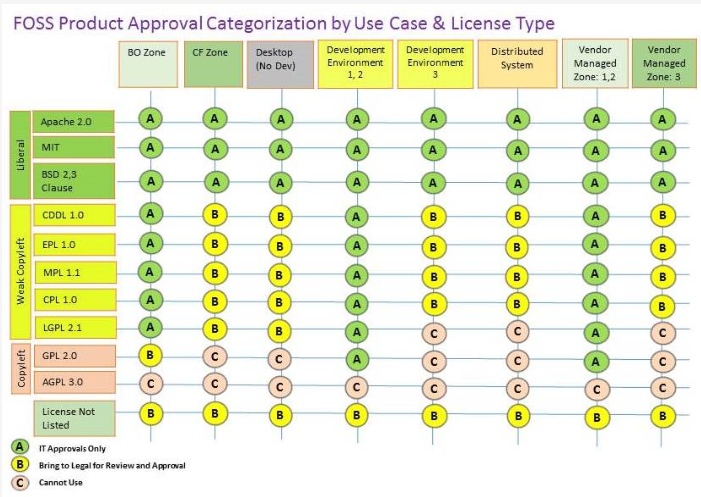 FOSS Product Approval Categorization by Use Case & License Type
BO Zone
CF Zone
Desktop
(No Dev)
Development
Environment
1, 2
Development
Environment
3
Distributed
System
Vendor
Managed
Zone: 1,2
Vendor
Managed
Zone: 3
Liberal
Apache 2.0
A A A A A A A A
MIT
A A A A A A A A
BSD 2,3
Clause
A A A A A A A A
Weak Copyleft
CDDL 1.0
A B B A B B A B
EPL 1.0
A B B A B B A B
MPL 1.1
A B B A B B A B
CPL 1.0
A B B A B B A B
LGPL 2.1
A B B A C C A C
Copyleft
GPL 2.0
B C C A C C A C
AGPL 3.0
C C C C C C C C
License Not
Listed
B B B B B B B B
A IT Approvals Only
B Bring to Legal for Review and Approval
C Cannot Use